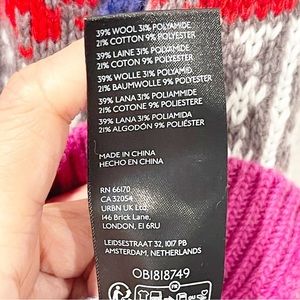 39% WOOL 31% POLYAMIDE
21% COTTON 9% POLYESTER
39% LAINE 31% POLYAMIDE
21% COTON 9% POLYESTER
39% WOLLE 31% POLYAMID
21% BAUMWOLLE 9% POLYESTER
39% LANA 31% POLIAMMIDE
21% COTONE 9% POLIESTERE
39% LANA 31% POLIAMIDA
21% ALGODÓN 9% POLIÉSTER
MADE IN CHINA
HECHO EN CHINA
RN 66170
CA 32054
URBN UK Ltd.
146 Brick Lane,
LONDON, E1 6RU
LEIDSESTRAAT 32, 1017 PB
AMSTERDAM, NETHERLANDS
OB1818749
FR